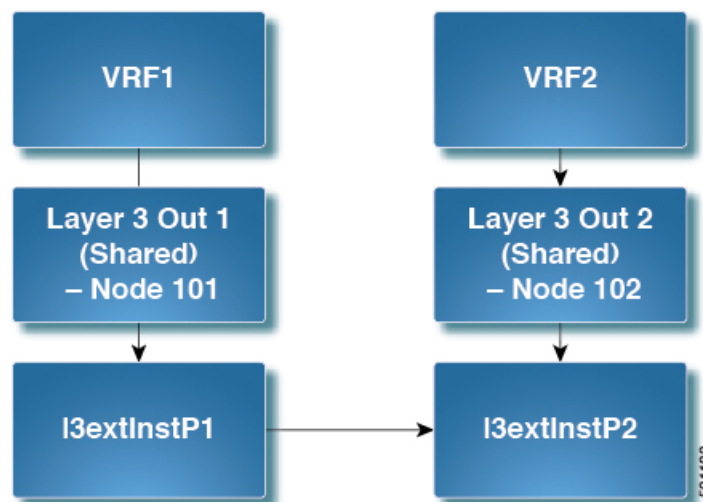 VRF1
VRF2
Layer 3 Out 1
(Shared)
– Node 101
Layer 3 Out 2
(Shared)
– Node 102
l3extInstP1
l3extInstP2